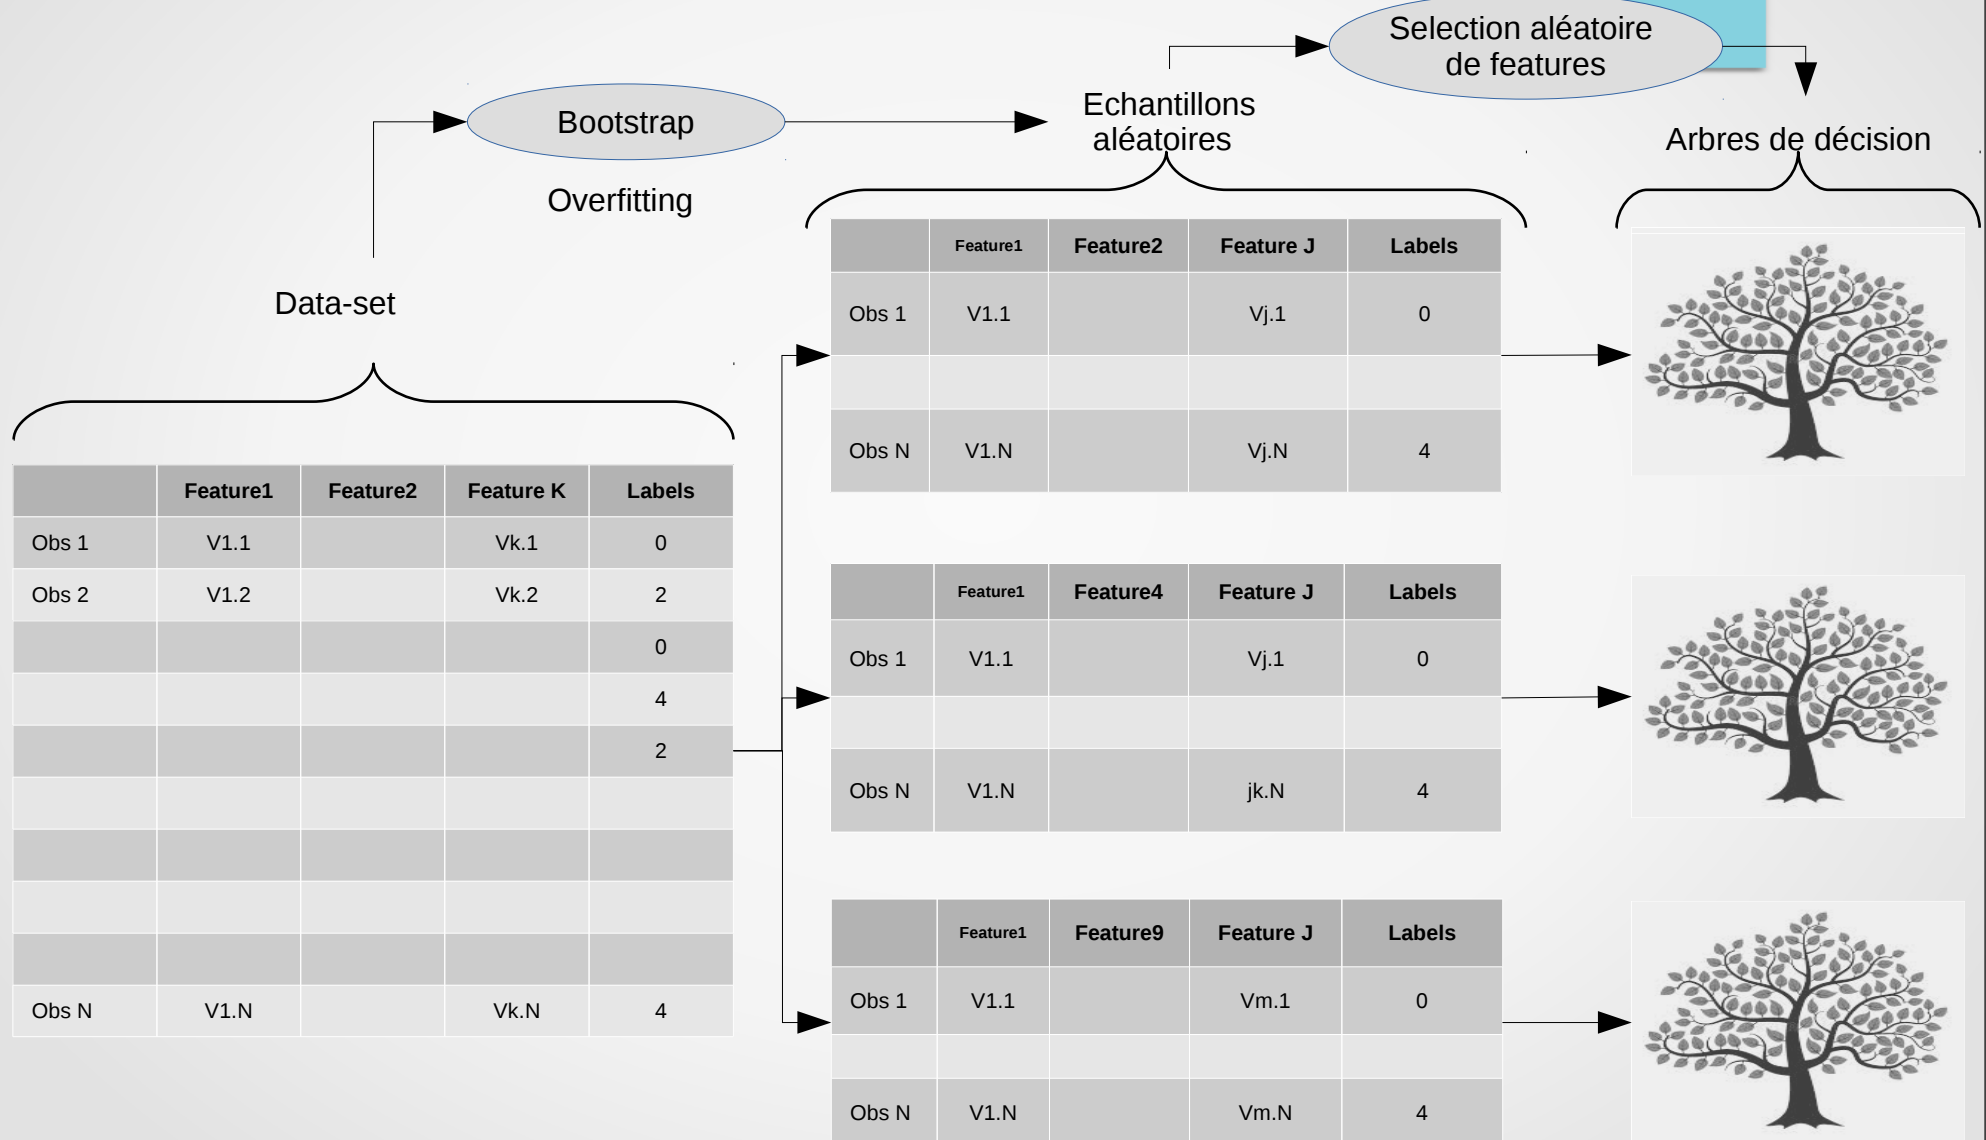 Selection aléatoire
de features
Bootstrap
Echantillons
aléatoires
Arbres de décision
Overfitting
Data-set
Feature1 Feature2 Feature K Labels
Obs 1 V1.1 Vk.1 0
Obs 2 V1.2 Vk.2 2
0
4
2
Obs N V1.N Vk.N 4
Feature1 Feature2 Feature J Labels
Obs 1 V1.1 Vj.1 0
Obs N V1.N Vj.N 4
Feature1 Feature4 Feature J Labels
Obs 1 V1.1 Vj.1 0
Obs N V1.N jk.N 4
Feature1 Feature9 Feature J Labels
Obs 1 V1.1 Vm.1 0
Obs N V1.N Vm.N 4